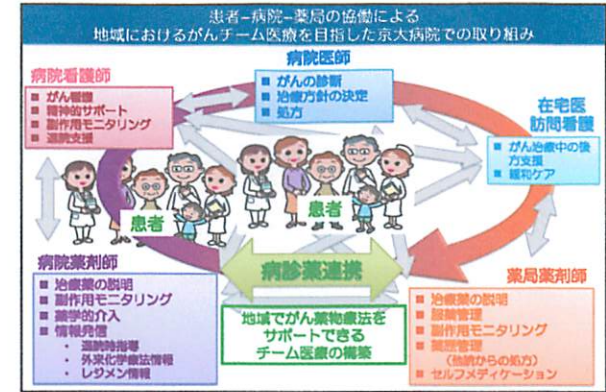 患者−病院−薬局の協働による
地域におけるがんチーム医療を目指した京大病院での取り組み
病院看護師
■ がん看護
■ 精神的サポート
■ 副作用モニタリング
■ 退院支援
病院医師
■ がんの診断
■ 治療方針の決定
■ 処方
在宅医
訪問看護
■ がん治療中の後
方支援
■ 緩和ケア
患者
患者
病院薬剤師
■ 治療薬の説明
■ 副作用モニタリング
■ 薬学的介入
■ 情報発信
・ 退院時指導
・ 外来化学療法情報
・ レジメン情報
病診薬連携
地域でがん薬物療法を
サポートできる
チーム医療の構築
薬局薬剤師
■ 治療薬の説明
■ 服薬管理
■ 副作用モニタリング
■ 薬歴管理
(他院からの処方)
■ セルフメディケーション